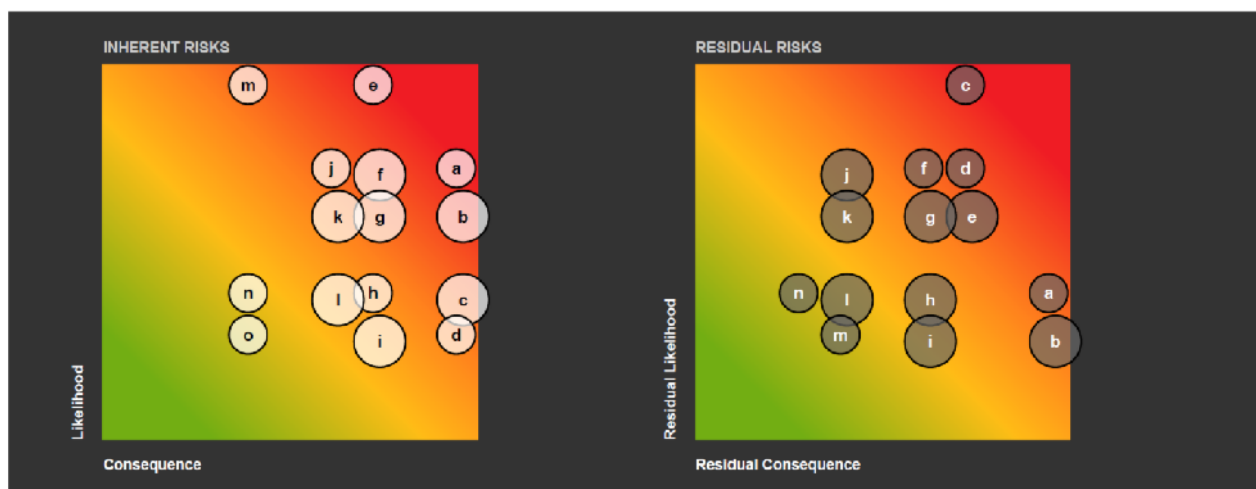 INHERENT RISKS
m e
j f a
k g b
n l h c
o i d
Likelihood
Consequence
RESIDUAL RISKS
c
j f d
k g e
n l h a
m i b
Residual Likelihood
Residual Consequence